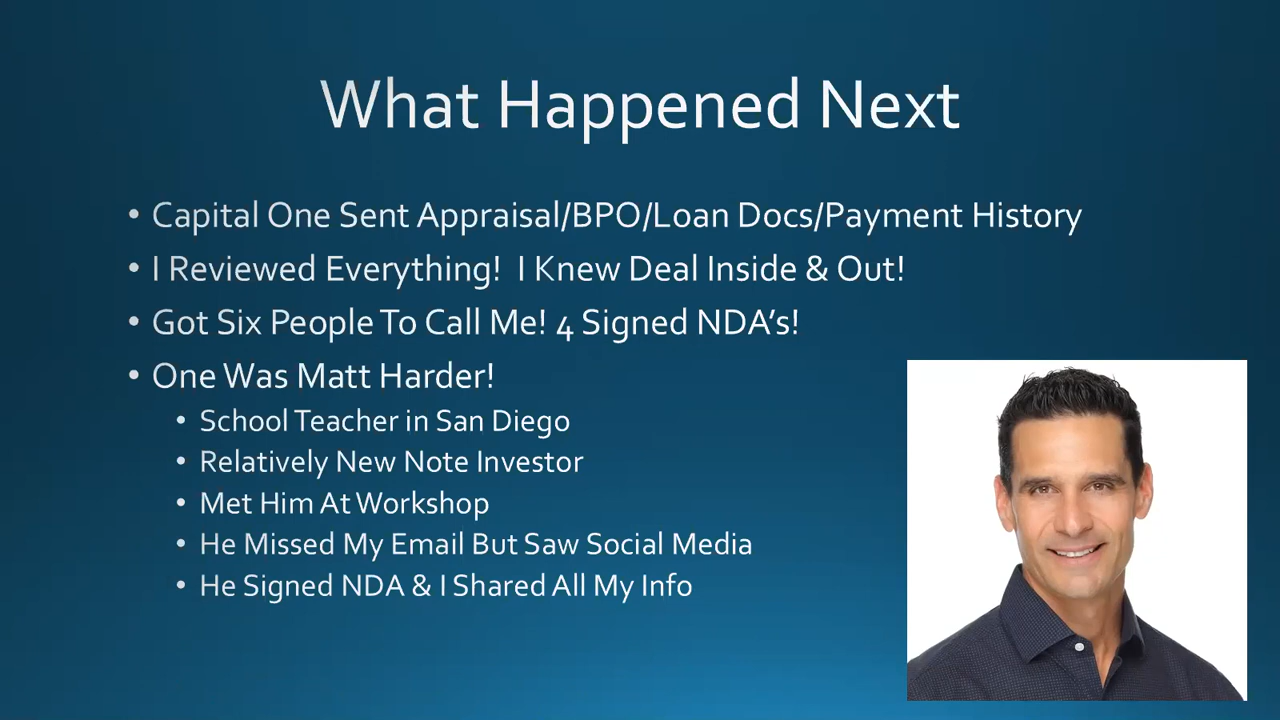 What Happened Next
• Capital One Sent Appraisal/BPO/Loan Docs/Payment History
• I Reviewed Everything!  I Knew Deal Inside & Out!
• Got Six People To Call Me! 4 Signed NDA’s!
• One Was Matt Harder!
• School Teacher in San Diego
• Relatively New Note Investor
• Met Him At Workshop
• He Missed My Email But Saw Social Media
• He Signed NDA & I Shared All My Info